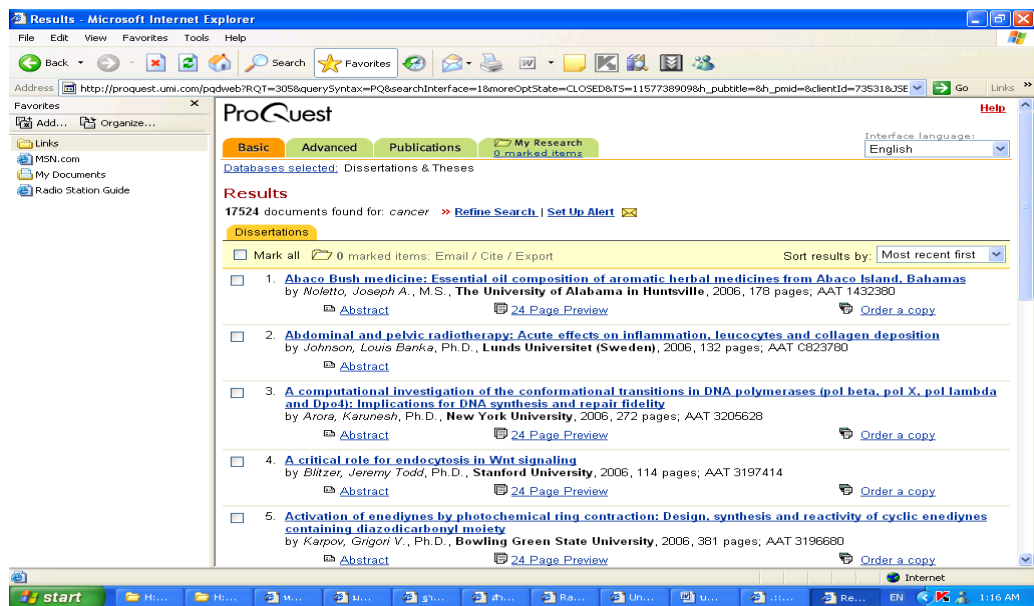 Results - Microsoft Internet Explorer
File Edit View Favorites Tools Help
Back Search Favorites
Address http://proquest.umi.com/pqdweb?RQT=305&querySyntax=PQ&searchInterface=1&moreOptState=CLOSED&TS=1157738909&h_pubtitle=&h_pmid=&clientId=73531&JSE Go Links »
Favorites ×
Add... Organize...
Links
MSN.com
My Documents
Radio Station Guide
ProQuest
Help
Basic Advanced Publications My Research
0 marked items
Interface language:
English
Databases selected: Dissertations & Theses
Results
17524 documents found for: cancer » Refine Search | Set Up Alert
Dissertations
Mark all 0 marked items: Email / Cite / Export Sort results by: Most recent first
1. Abaco Bush medicine: Essential oil composition of aromatic herbal medicines from Abaco Island, Bahamas
by Noletto, Joseph A., M.S., The University of Alabama in Huntsville, 2006, 178 pages; AAT 1432380
Abstract 24 Page Preview Order a copy
2. Abdominal and pelvic radiotherapy: Acute effects on inflammation, leucocytes and collagen deposition
by Johnson, Louis Banka, Ph.D., Lunds Universitet (Sweden), 2006, 132 pages; AAT C823780
Abstract
3. A computational investigation of the conformational transitions in DNA polymerases (pol beta, pol X, pol lambda
and Dpo4): Implications for DNA synthesis and repair fidelity
by Arora, Karunesh, Ph.D., New York University, 2006, 272 pages; AAT 3205628
Abstract 24 Page Preview Order a copy
4. A critical role for endocytosis in Wnt signaling
by Blitzer, Jeremy Todd, Ph.D., Stanford University, 2006, 114 pages; AAT 3197414
Abstract 24 Page Preview Order a copy
5. Activation of enediynes by photochemical ring contraction: Design, synthesis and reactivity of cyclic enediynes
containing diazodicarbonyl moiety
by Karpov, Grigori V., Ph.D., Bowling Green State University, 2006, 381 pages; AAT 3196680
Abstract 24 Page Preview Order a copy
Internet
start H:... H:... Ra... Un... Re... EN 1:16 AM